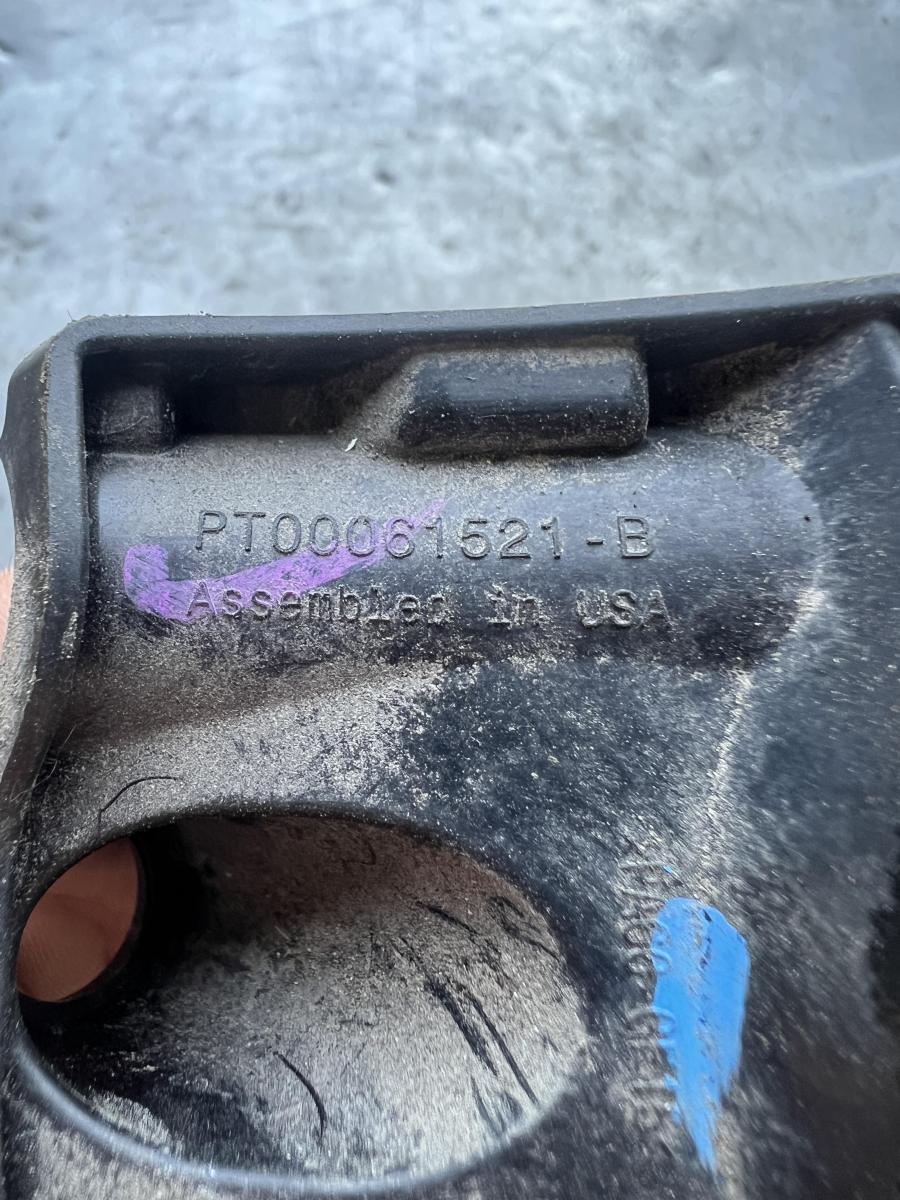 PT00061521-B
Assembled in USA